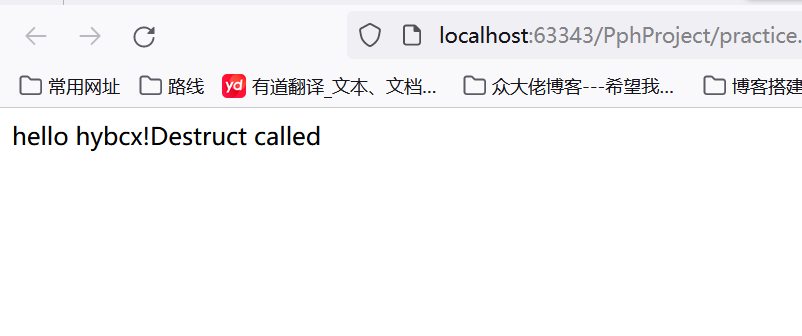 localhost:63343/PphProject/practice.
常用网址 路线 yd 有道翻译_文本、文档... 众大佬博客---希望我... 博客搭建
hello hybcx!Destruct called